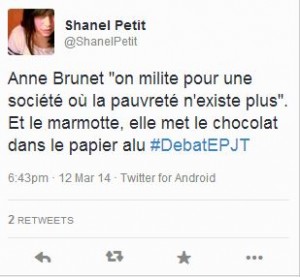 Shanel Petit
@ShanelPetit
Anne Brunet "on milite pour une
société où la pauvreté n'existe plus".
Et le marmotte, elle met le chocolat
dans le papier alu #DebatEPJT
6:43pm · 12 Mar 14 · Twitter for Android
2 RETWEETS